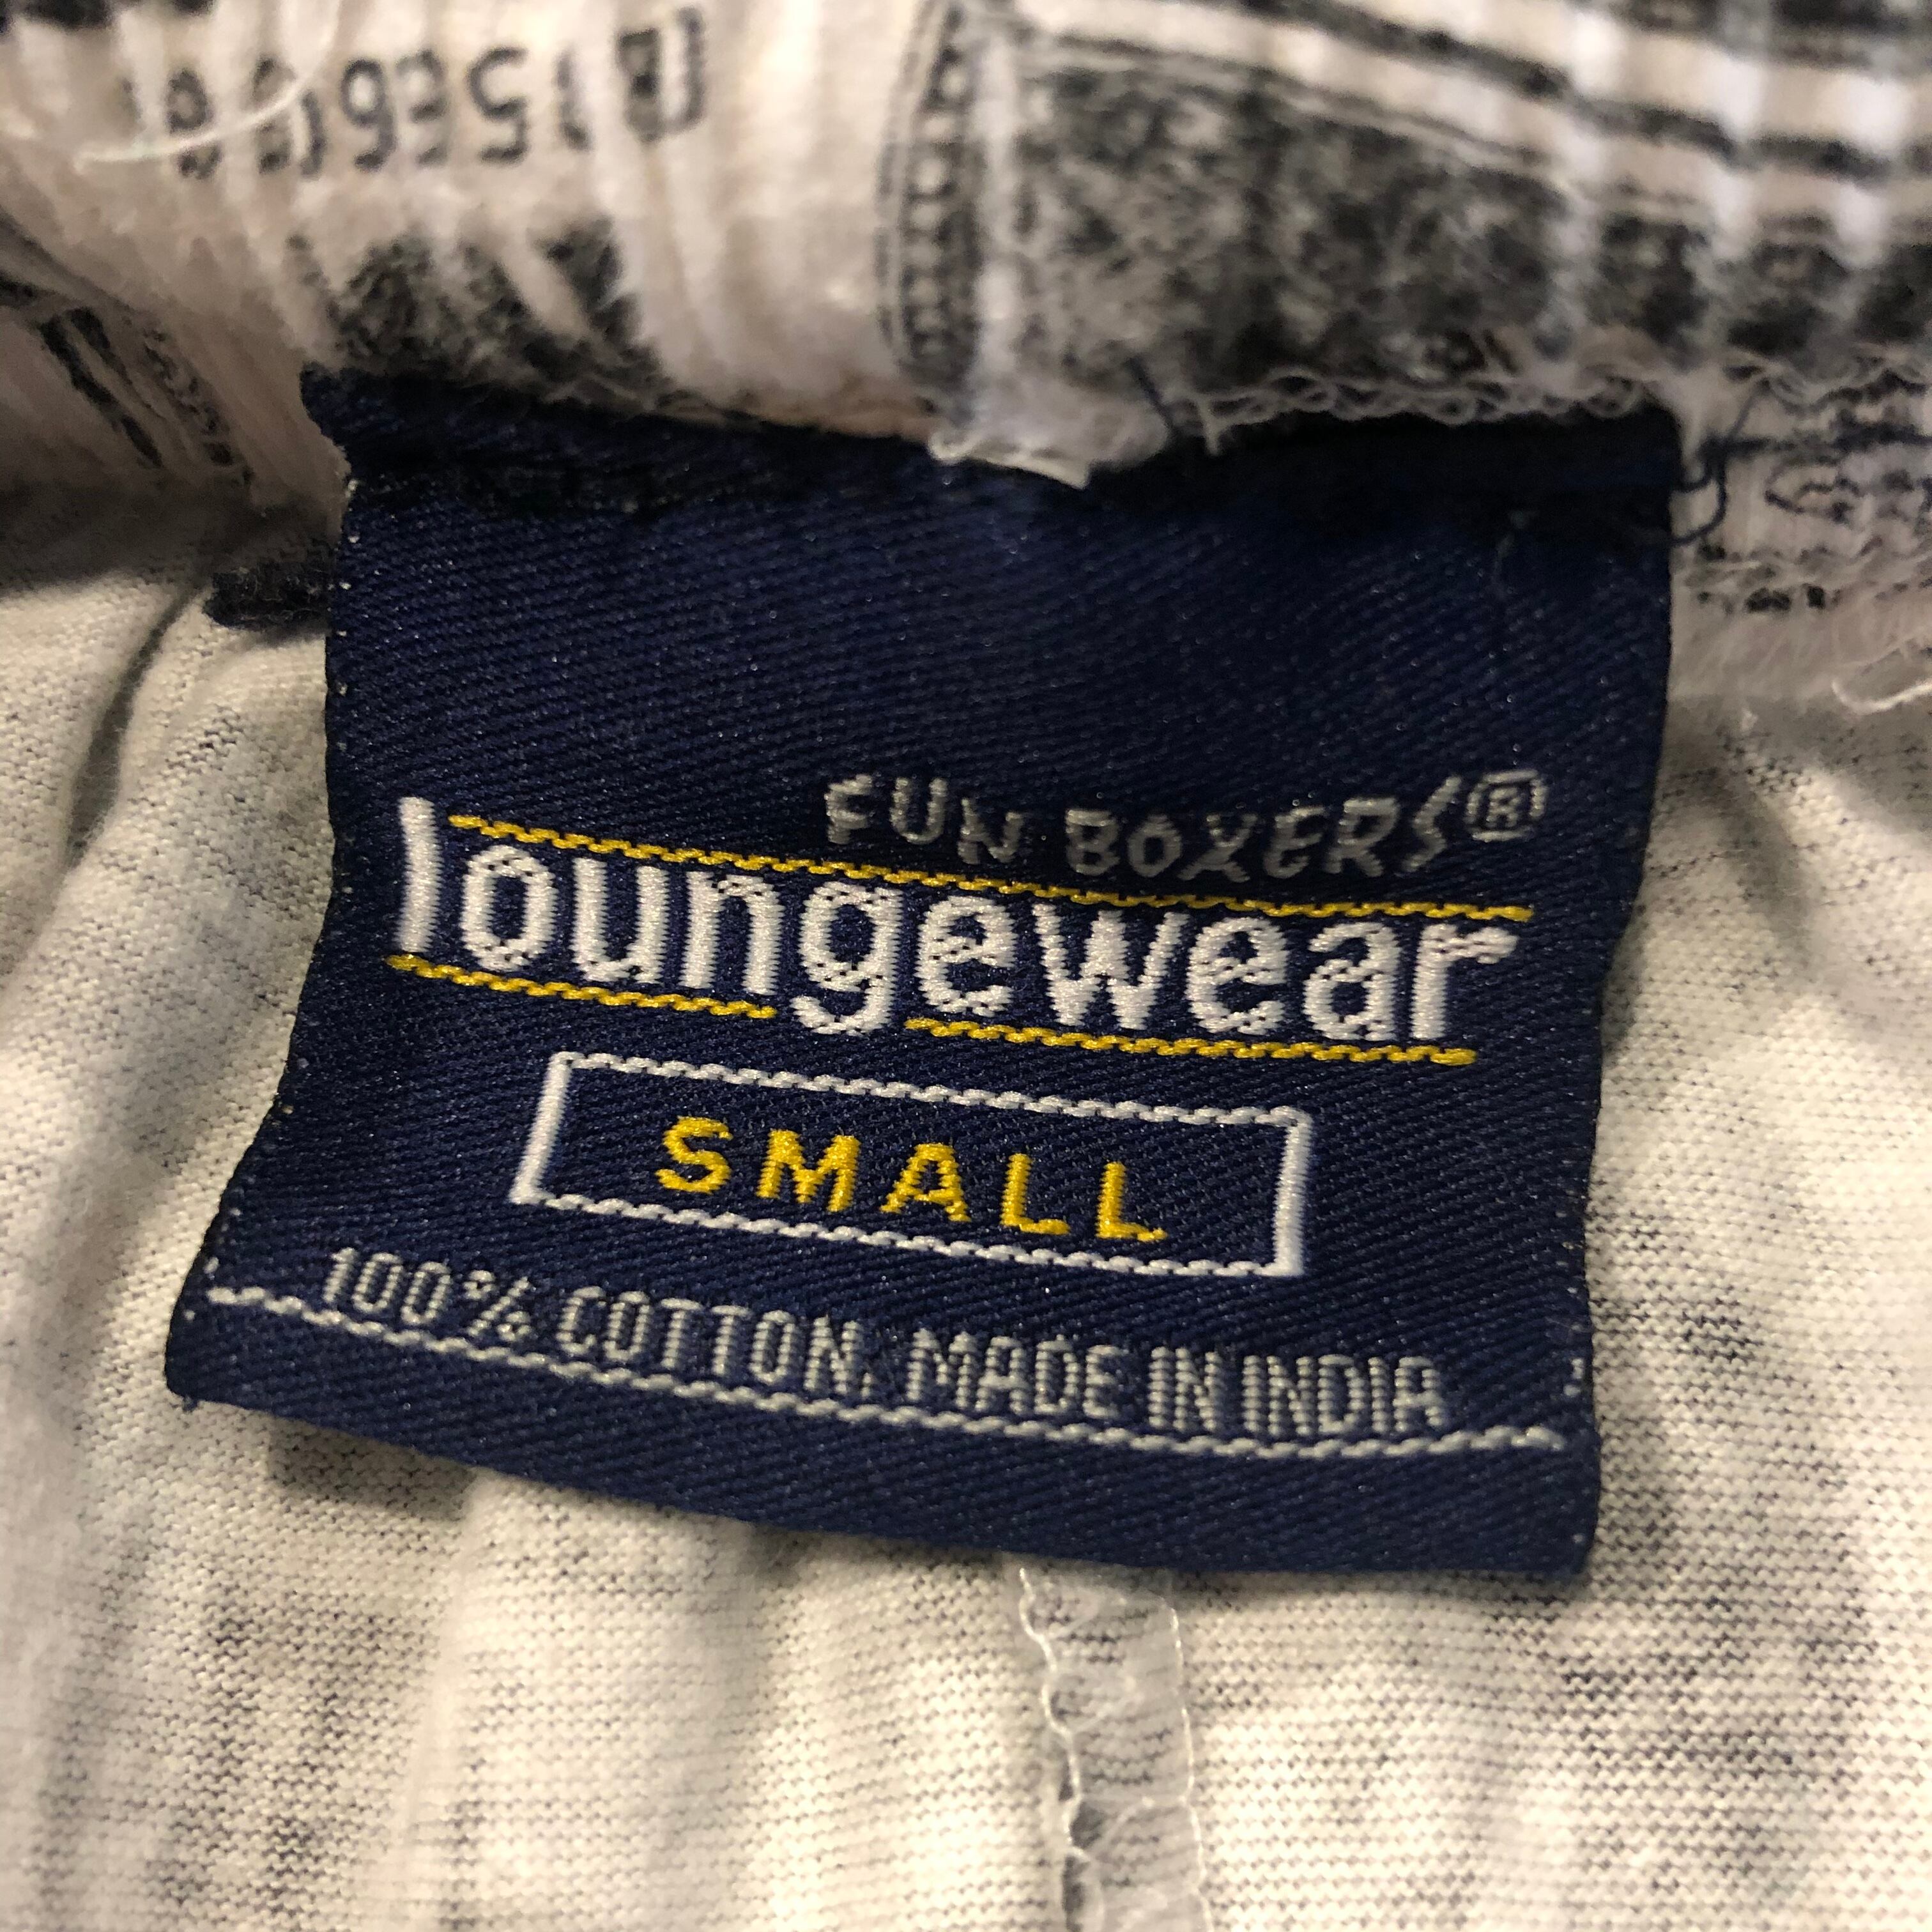 FUN BOXERS®
loungewear
SMALL
100% COTTON, MADE IN INDIA